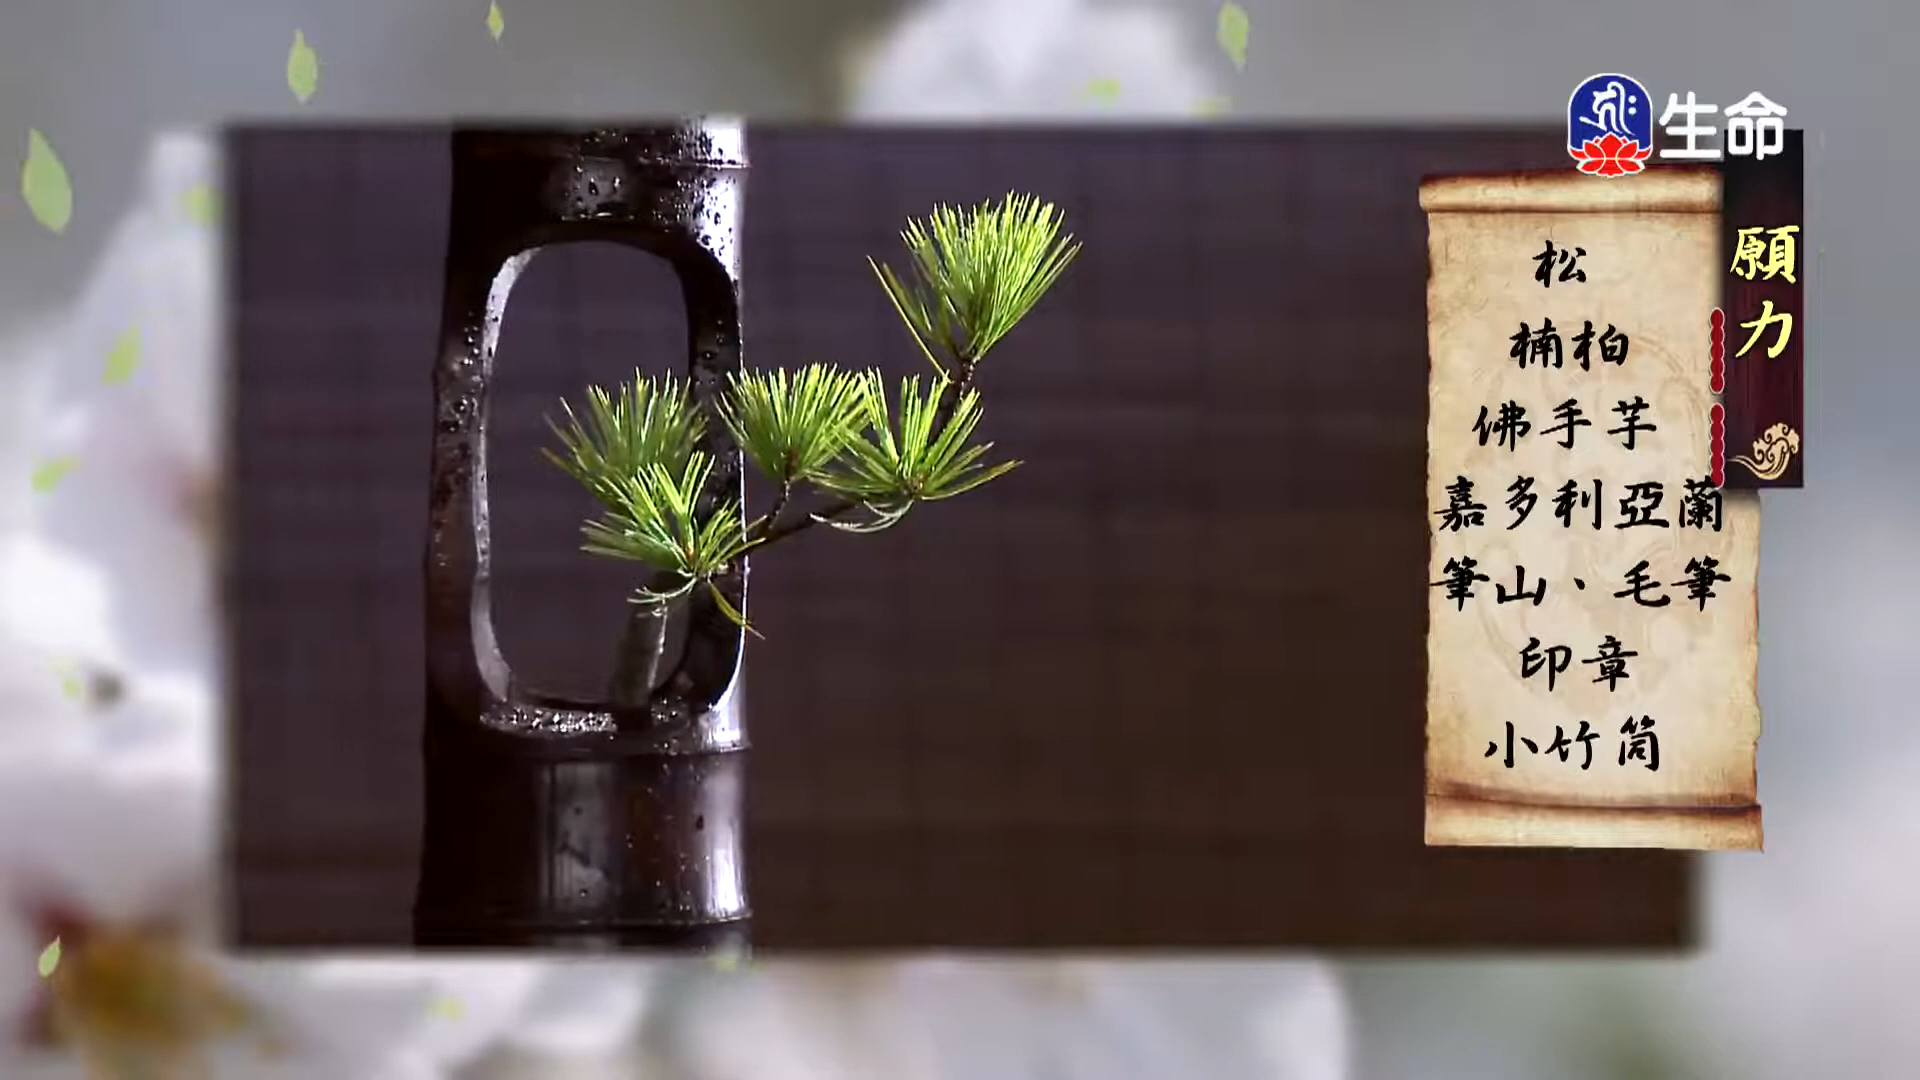 生命
願力
松
楠柏
佛手芋
嘉多利亞蘭
筆山、毛筆
印章
小竹筒